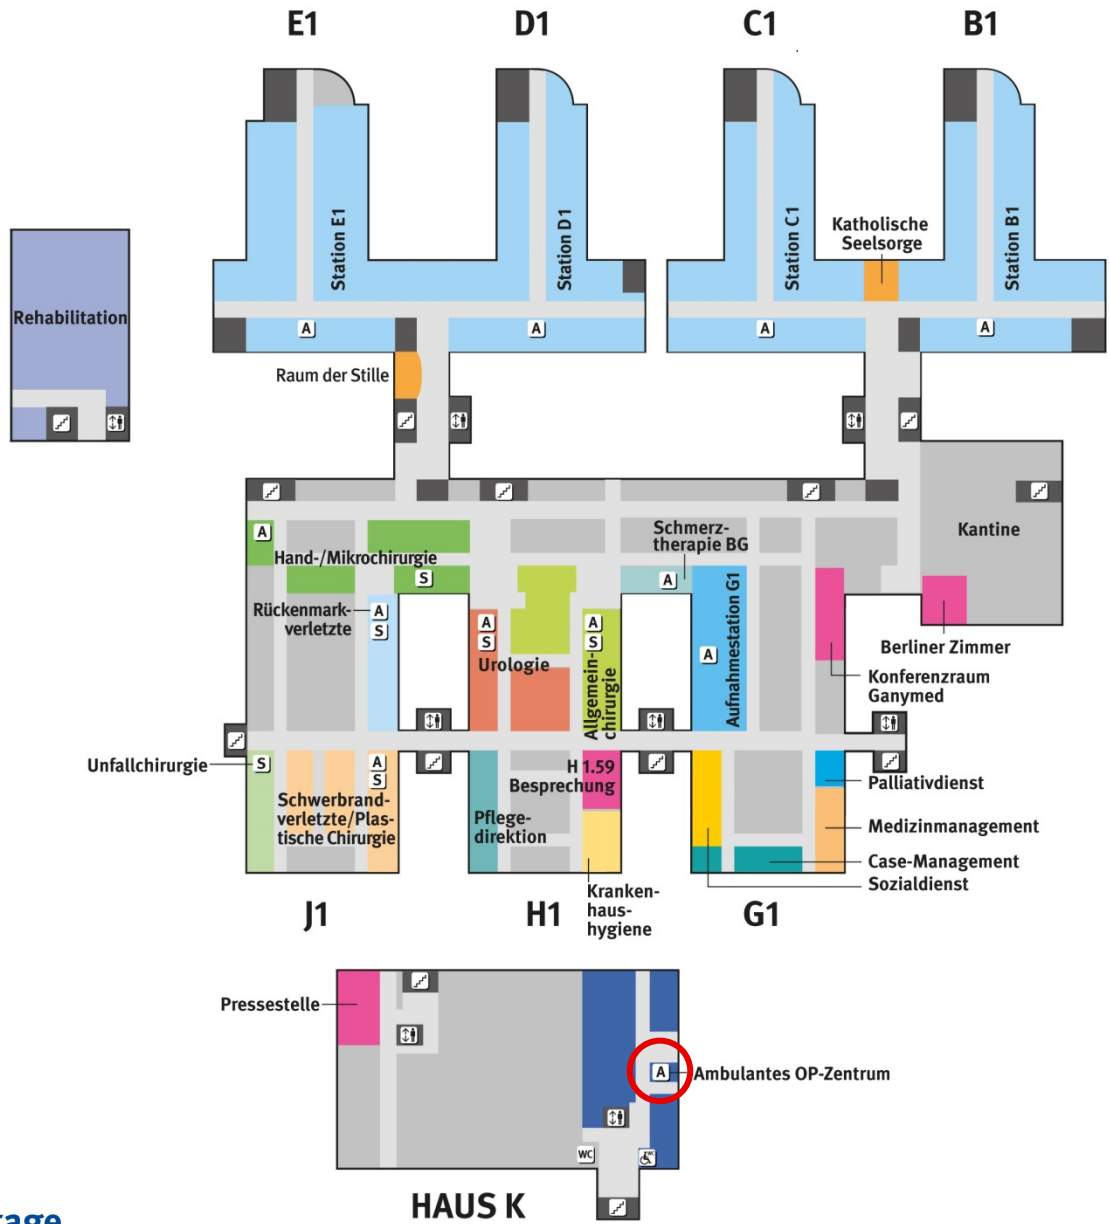 E1
D1
C1
B1
Station E1
Station D1
Station C1
Station B1
Katholische
Seelsorge
Rehabilitation
A
A
A
A
Raum der Stille
Kantine
A
Hand-/Mikrochirurgie
S
Schmerz-
therapie BG
A
Rückenmark-
verletzte
A
S
A
S
Urologie
A
S
Allgemein-
chirurgie
A
Aufnahmestation G1
Berliner Zimmer
Konferenzraum
Ganymed
Unfallchirurgie
S
A
S
Schwerbrand-
verletzte/Plas-
tische Chirurgie
H 1.59
Besprechung
Pflege-
direktion
Palliativdienst
Medizinmanagement
Case-Management
Sozialdienst
Kranken-
haus-
hygiene
J1
H1
G1
Pressestelle
A
Ambulantes OP-Zentrum
WC
WC
HAUS K